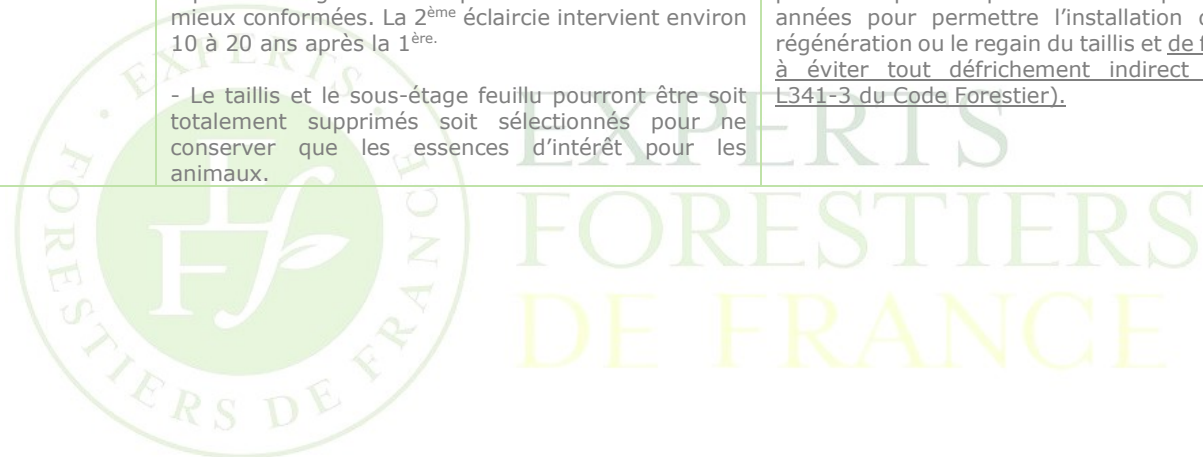 mieux conformées. La 2ème éclaircie intervient environ
10 à 20 ans après la 1ère.
- Le taillis et le sous-étage feuillu pourront être soit
totalement supprimés soit sélectionnés pour ne
conserver que les essences d’intérêt pour les
animaux.
années pour permettre l’installation
régénération ou le regain du taillis et de
à éviter tout défrichement indirect
L341-3 du Code Forestier).
EXPERTS
FORESTIERS
DE FRANCE
· EXPERTS · FORESTIERS DE FRANCE